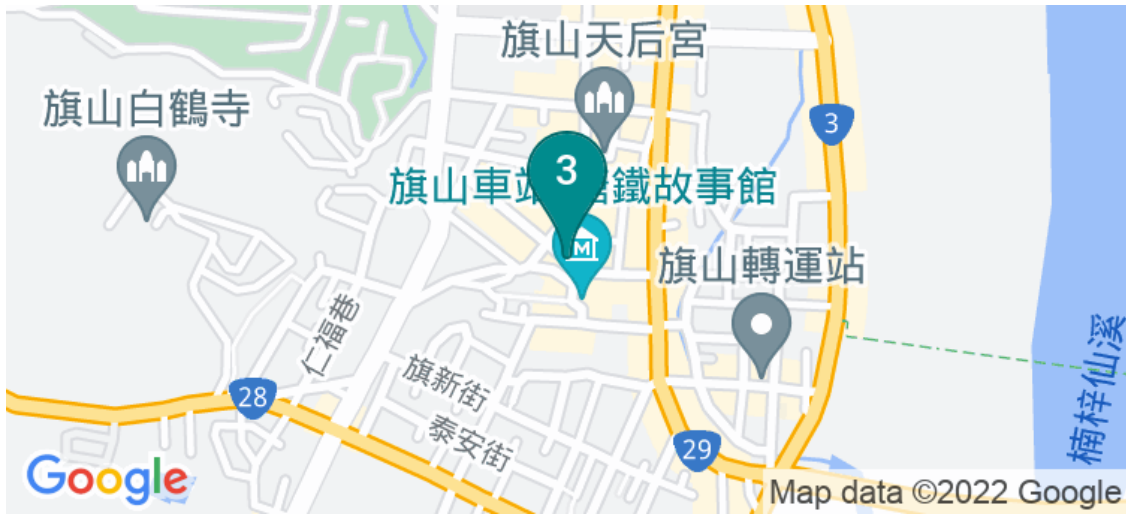 旗山天后宮
旗山白鶴寺
3
3
旗山車站
鐵故事館
旗山轉運站
仁福巷
28
旗新街
泰安街
29
楠梓仙溪
Google
Map data ©2022 Google